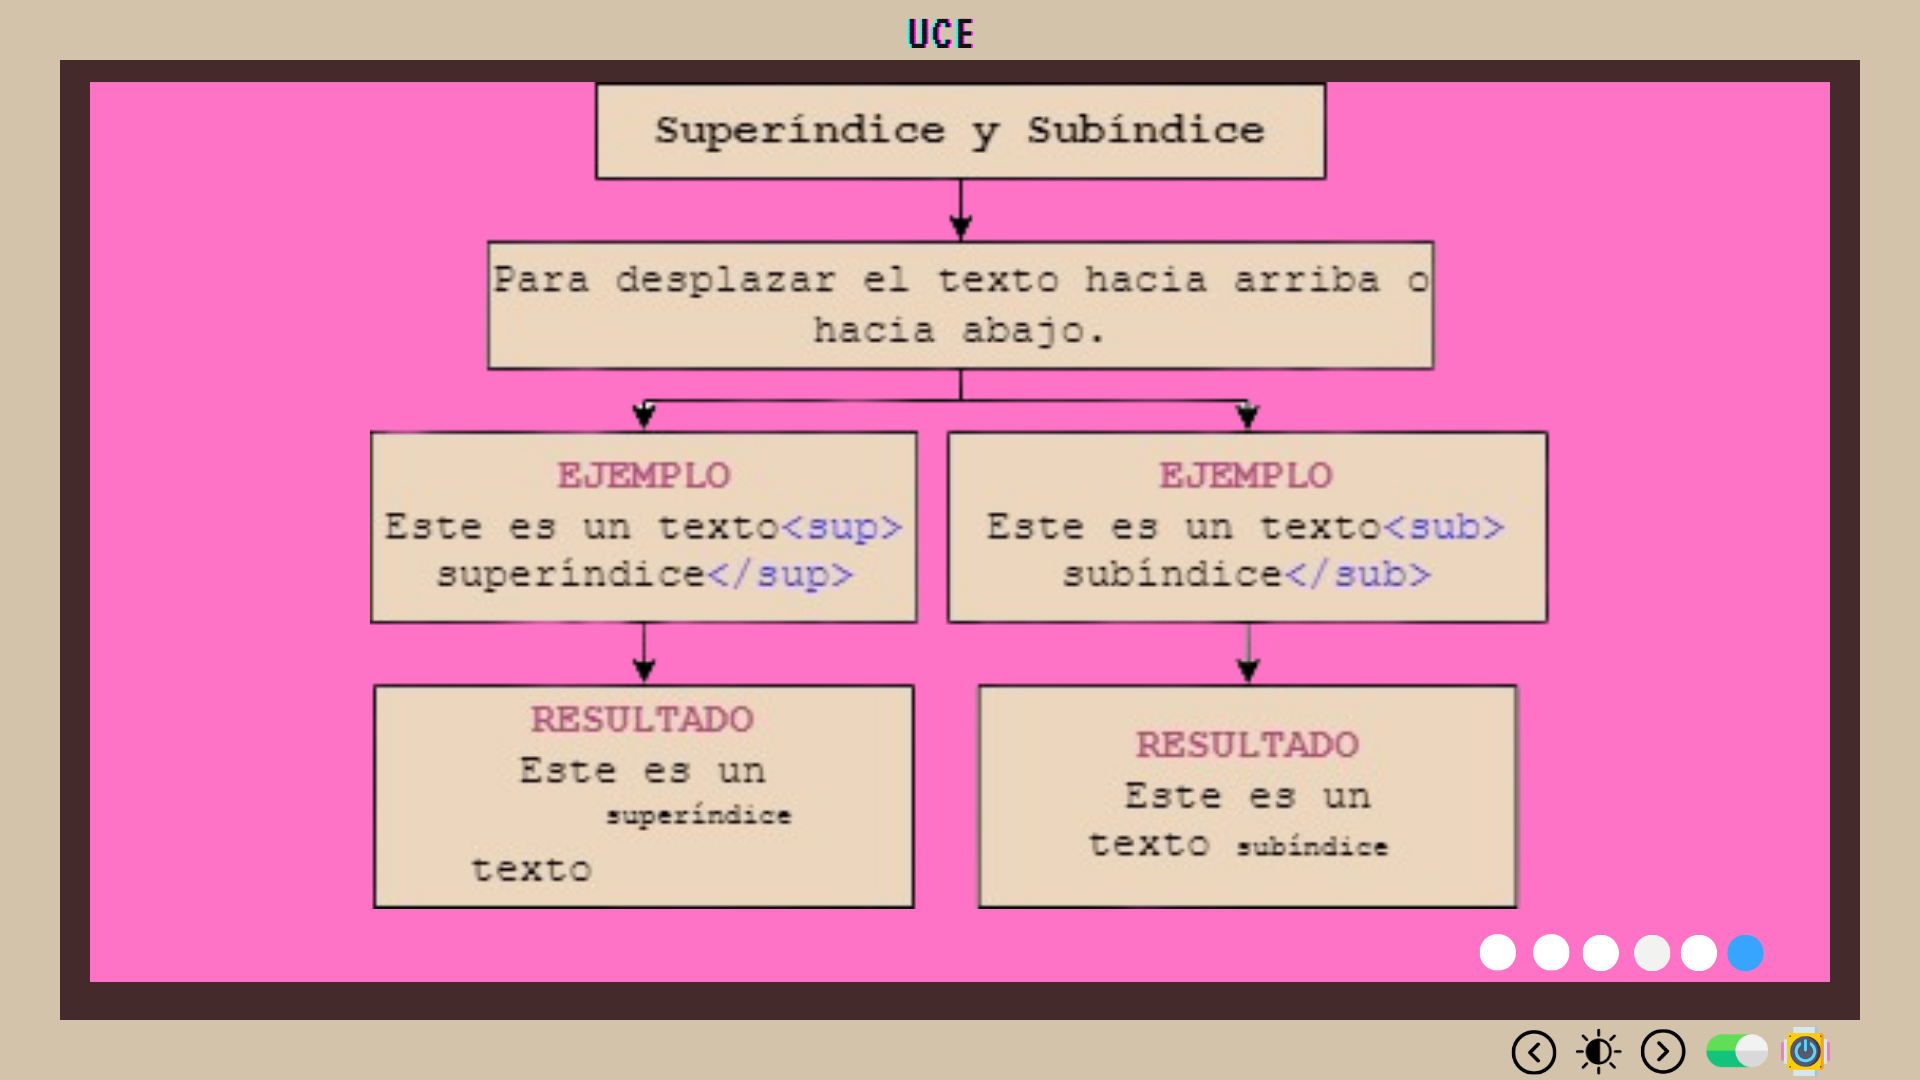 UCE
Superíndice y Subíndice
Para desplazar el texto hacia arriba o
hacia abajo.
EJEMPLO
Este es un texto<sup>
superíndice</sup>
EJEMPLO
Este es un texto<sub>
subíndice</sub>
RESULTADO
Este es un
superíndice
texto
RESULTADO
Este es un
texto subíndice